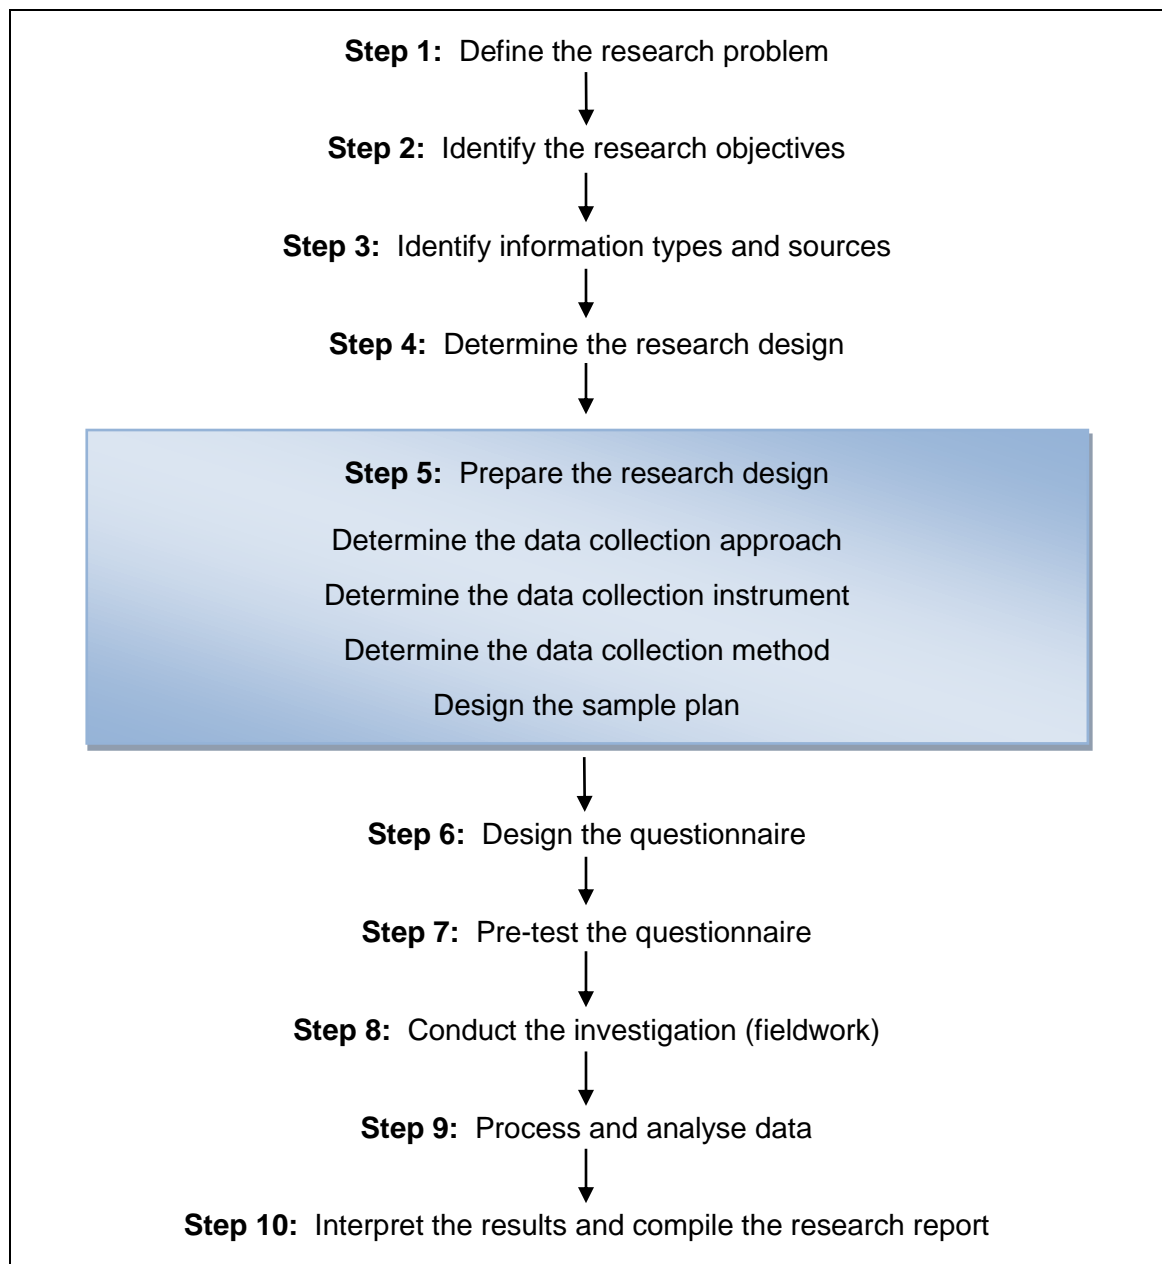 Step 1: Define the research problem
Step 2: Identify the research objectives
Step 3: Identify information types and sources
Step 4: Determine the research design
Step 5: Prepare the research design
Determine the data collection approach
Determine the data collection instrument
Determine the data collection method
Design the sample plan
Step 6: Design the questionnaire
Step 7: Pre-test the questionnaire
Step 8: Conduct the investigation (fieldwork)
Step 9: Process and analyse data
Step 10: Interpret the results and compile the research report